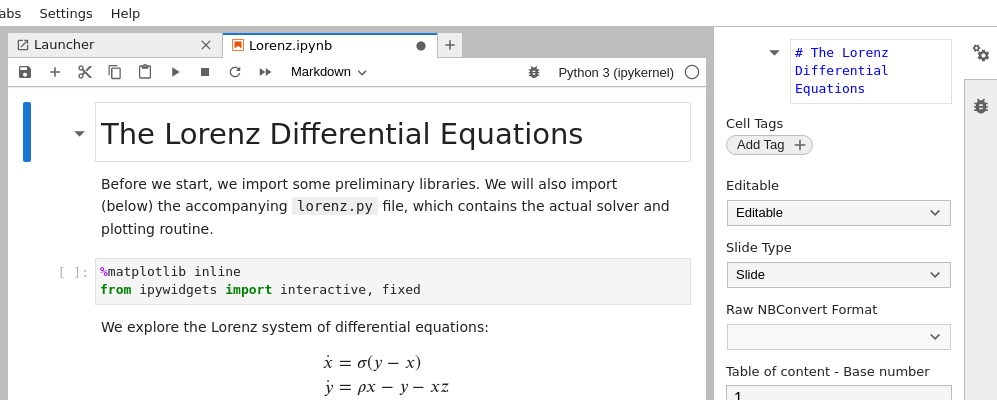 abs Settings Help
Launcher
Lorenz.ipynb
Markdown
Python 3 (ipykernel)
The Lorenz Differential Equations
Before we start, we import some preliminary libraries. We will also import
(below) the accompanying lorenz.py file, which contains the actual solver and
plotting routine.
[ ]:
%matplotlib inline
from ipywidgets import interactive, fixed
We explore the Lorenz system of differential equations:
ẋ = σ(y − x)
ẏ = ρx − y − xz
# The Lorenz
Differential
Equations
Cell Tags
Add Tag
Editable
Editable
Slide Type
Slide
Raw NBConvert Format
Table of content - Base number
1